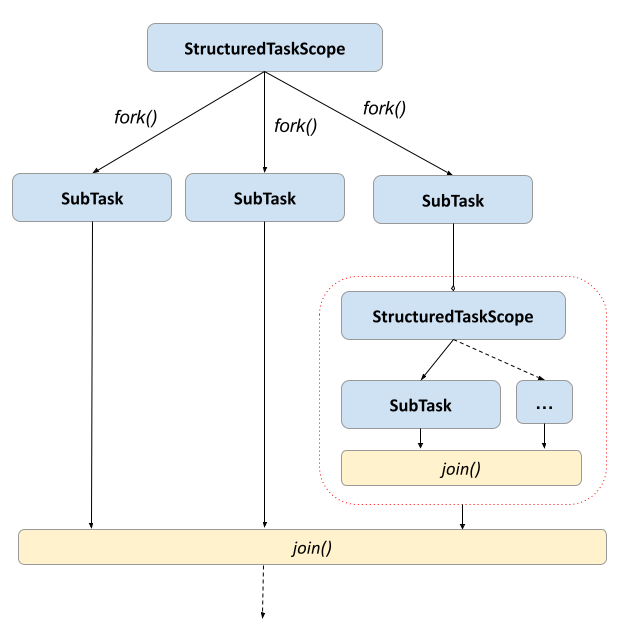 StructuredTaskScope
fork()
fork()
fork()
SubTask
SubTask
SubTask
StructuredTaskScope
SubTask
...
join()
join()